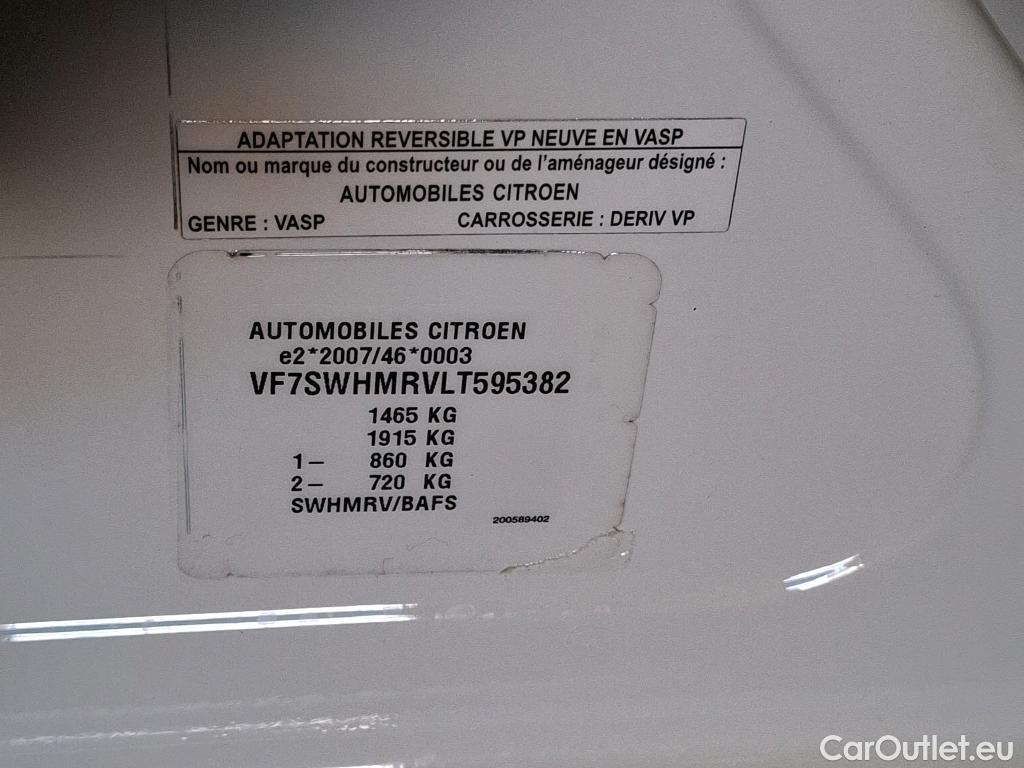 ADAPTATION REVERSIBLE VP NEUVE EN VASP
Nom ou marque du constructeur ou de l'aménageur désigné :
AUTOMOBILES CITROEN
GENRE : VASP CARROSSERIE : DERIV VP
AUTOMOBILES CITROEN
e2*2007/46*0003
VF7SWHMRVLT595382
1465 KG
1915 KG
1– 860 KG
2– 720 KG
SWHMRV/BAFS
200589402
CarOutlet.eu